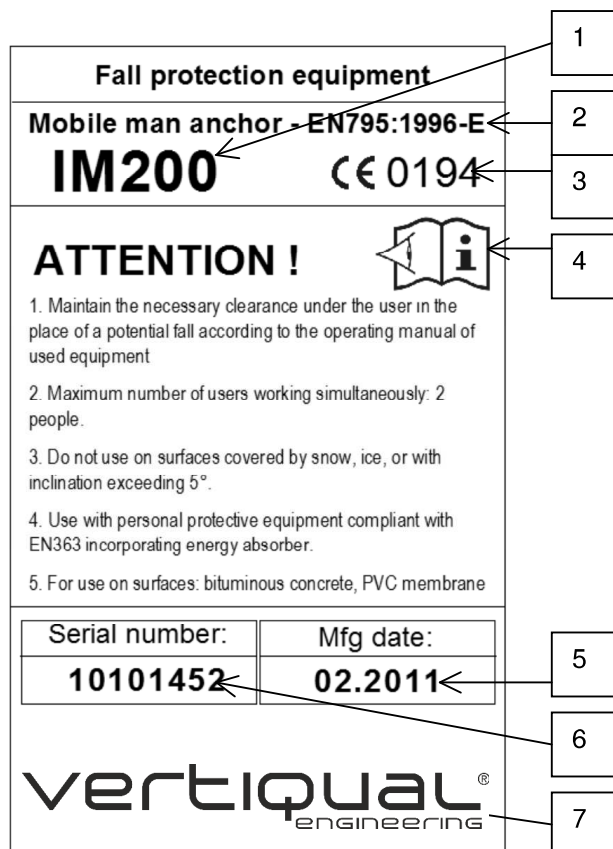 1
Fall protection equipment
Mobile man anchor - EN795:1996-E
2
IM200
CE 0194
3
ATTENTION !
i
4
1. Maintain the necessary clearance under the user in the
place of a potential fall according to the operating manual of
used equipment
2. Maximum number of users working simultaneously: 2
people.
3. Do not use on surfaces covered by snow, ice, or with
inclination exceeding 5°.
4. Use with personal protective equipment compliant with
EN363 incorporating energy absorber.
5. For use on surfaces: bituminous concrete, PVC membrane
Serial number:
Mfg date:
5
10101452
02.2011
6
vertiqual®
engineering
7